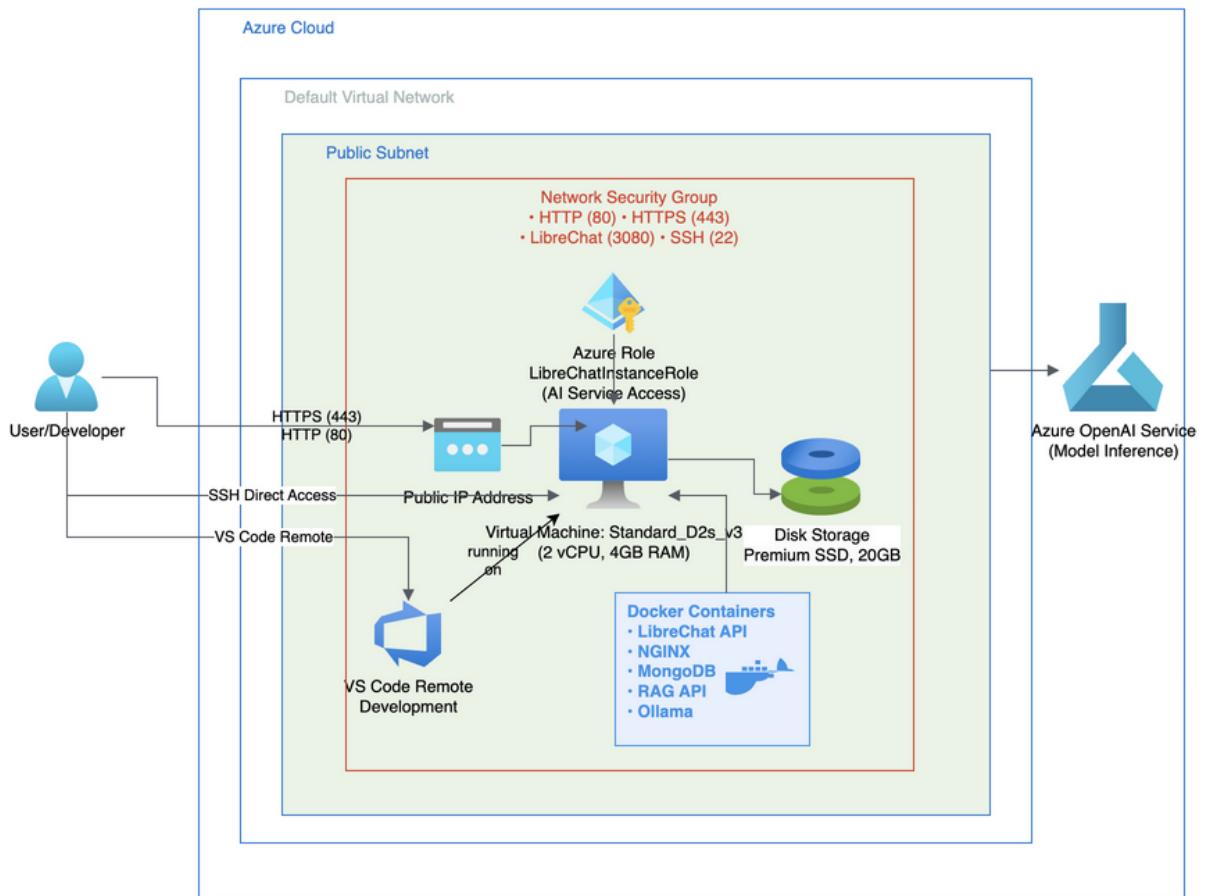 Azure Cloud
Default Virtual Network
Public Subnet
Network Security Group
• HTTP (80) • HTTPS (443)
• LibreChat (3080) • SSH (22)
Azure Role
LibreChatInstanceRole
(AI Service Access)
User/Developer
HTTPS (443)
HTTP (80)
Azure OpenAI Service
(Model Inference)
SSH Direct Access
Public IP Address
VS Code Remote
Virtual Machine: Standard_D2s_v3
(2 vCPU, 4GB RAM)
running
on
Disk Storage
Premium SSD, 20GB
Docker Containers
• LibreChat API
• NGINX
• MongoDB
• RAG API
• Ollama
VS Code Remote
Development